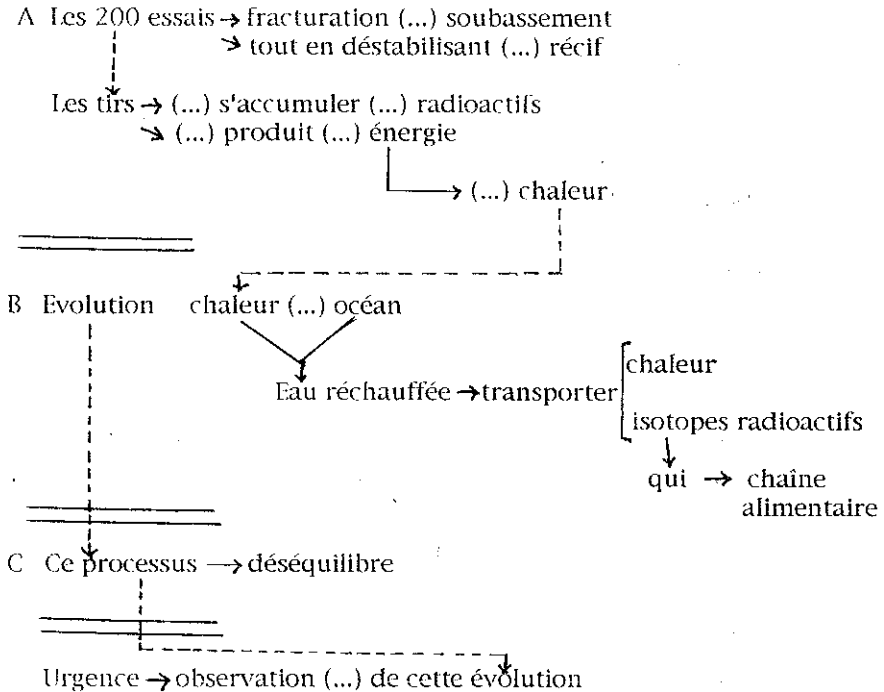 A Les 200 essais → fracturation (...) soubassement
→ tout en déstabilisant (...) récif
Les tirs → (...) s'accumuler (...) radioactifs
→ (...) produit (...) énergie
→ (...) chaleur
B Evolution chaleur (...) océan
Eau réchauffée → transporter
chaleur
isotopes radioactifs
qui → chaîne
alimentaire
C Ce processus → déséquilibre
Urgence → observation (...) de cette évolution